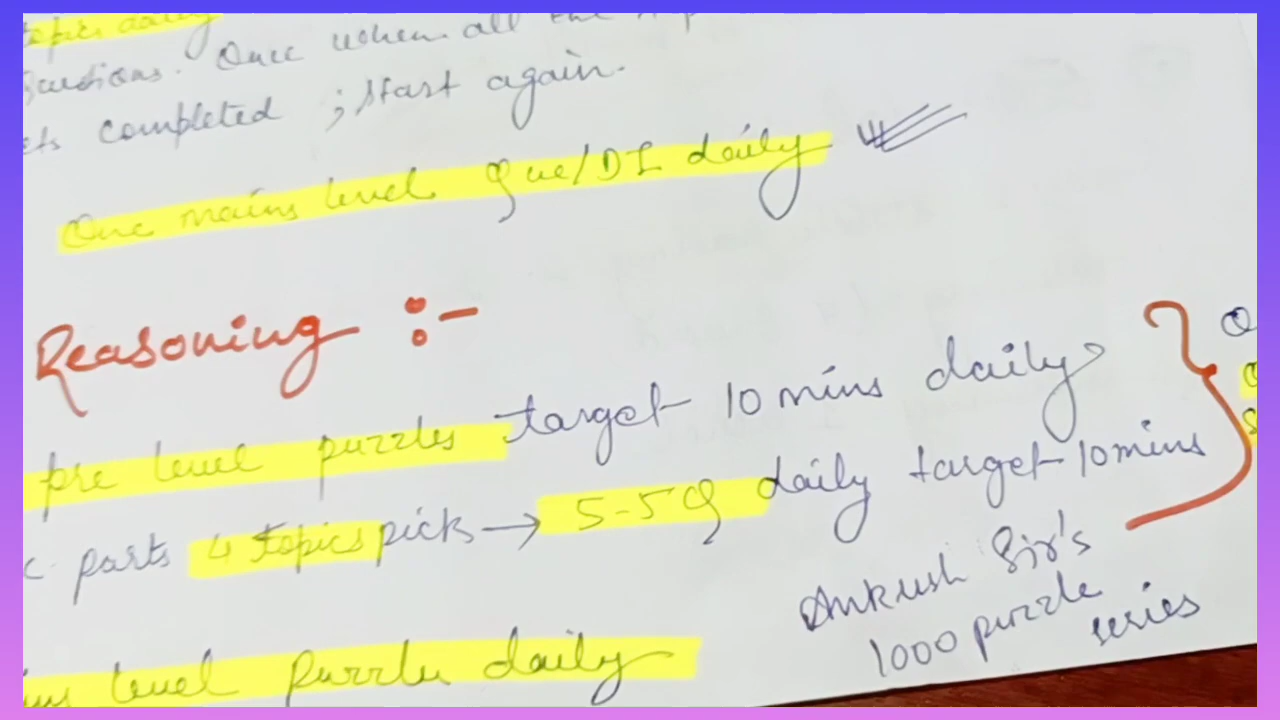 topics daily
Questions. Once when all the
completed ; start again.
One mains level Que/DI daily
Reasoning :-
pre level puzzles target 10 mins daily
parts 4 topics pick → 5-5 Q daily target 10 mins
Ankush Sir's
1000 puzzle
series
level puzzle daily